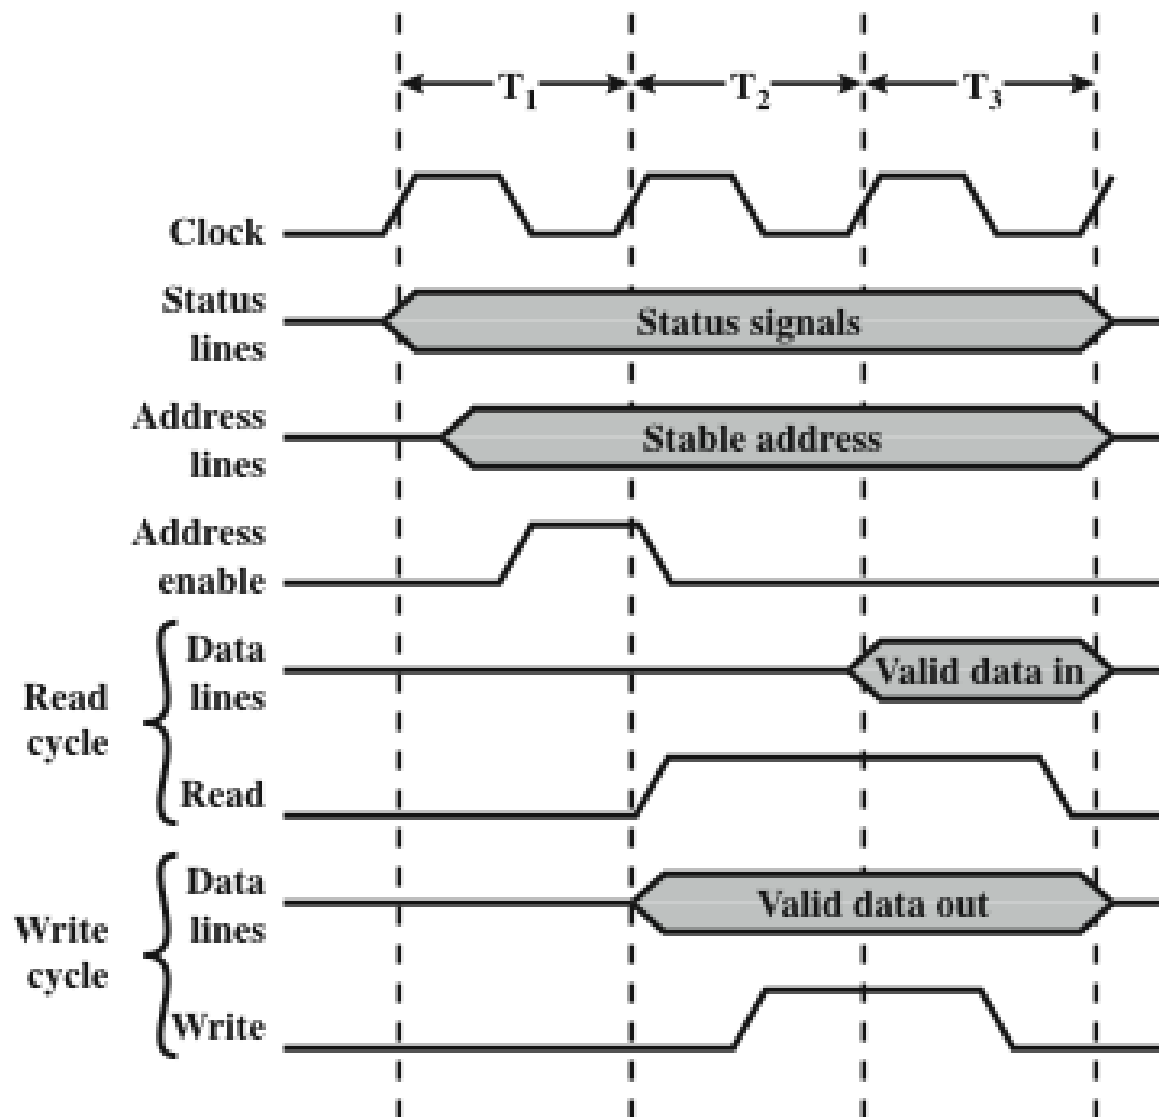 T1 T2 T3
Clock
Status
lines
Status signals
Address
lines
Stable address
Address
enable
Read
cycle
Data
lines
Valid data in
Read
Write
cycle
Data
lines
Valid data out
Write